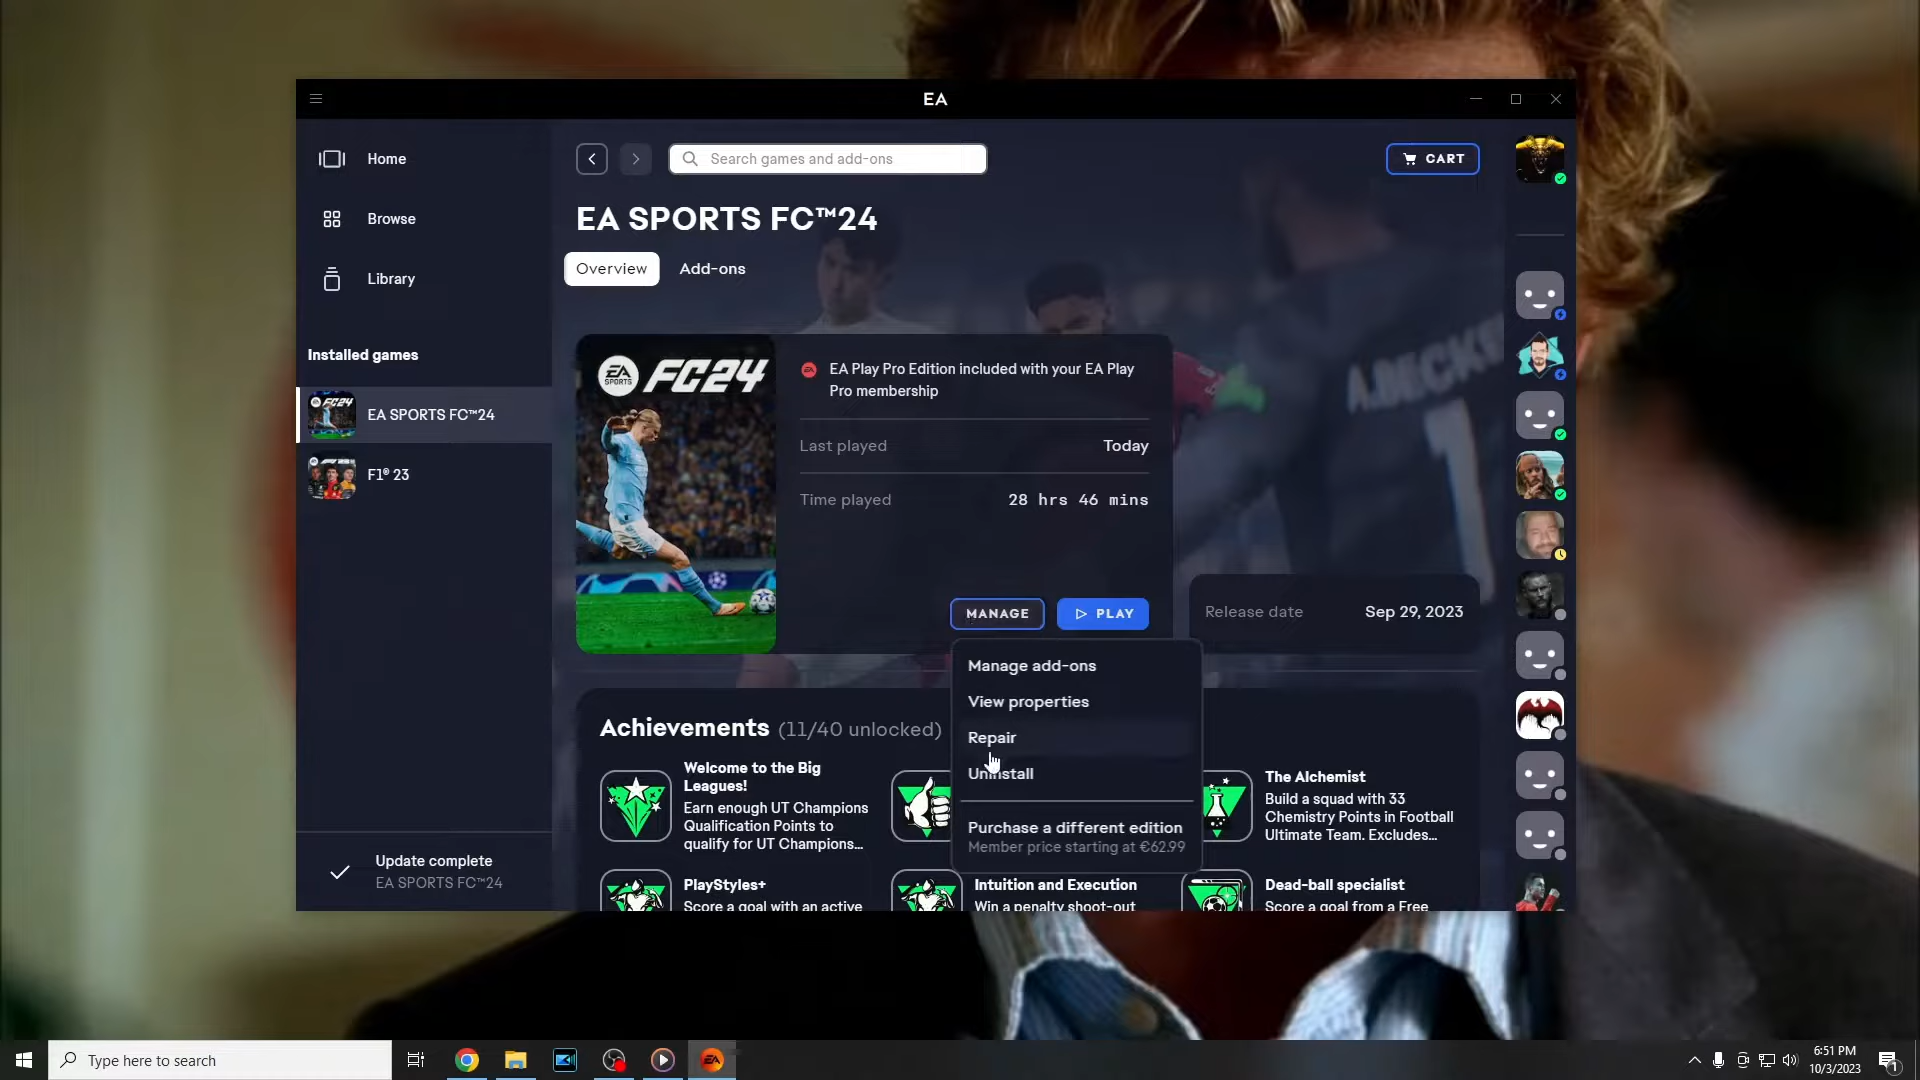 EA
Home
Browse
Library
Installed games
EA SPORTS FC™24
F1® 23
Update complete
EA SPORTS FC™24
Search games and add-ons
CART
EA SPORTS FC™24
Overview
Add-ons
EA SPORTS FC24
EA Play Pro Edition included with your EA Play
Pro membership
Last played
Today
Time played
28 hrs 46 mins
MANAGE
PLAY
Release date
Sep 29, 2023
A.BECKER
1
Manage add-ons
View properties
Repair
Uninstall
Purchase a different edition
Member price starting at €62.99
Achievements (11/40 unlocked)
Welcome to the Big
Leagues!
Earn enough UT Champions
Qualification Points to
qualify for UT Champions...
The Alchemist
Build a squad with 33
Chemistry Points in Football
Ultimate Team. Excludes...
PlayStyles+
Score a goal with an active
Intuition and Execution
Win a penalty shoot-out
Dead-ball specialist
Score a goal from a Free
Type here to search
EA
6:51 PM
10/3/2023
1